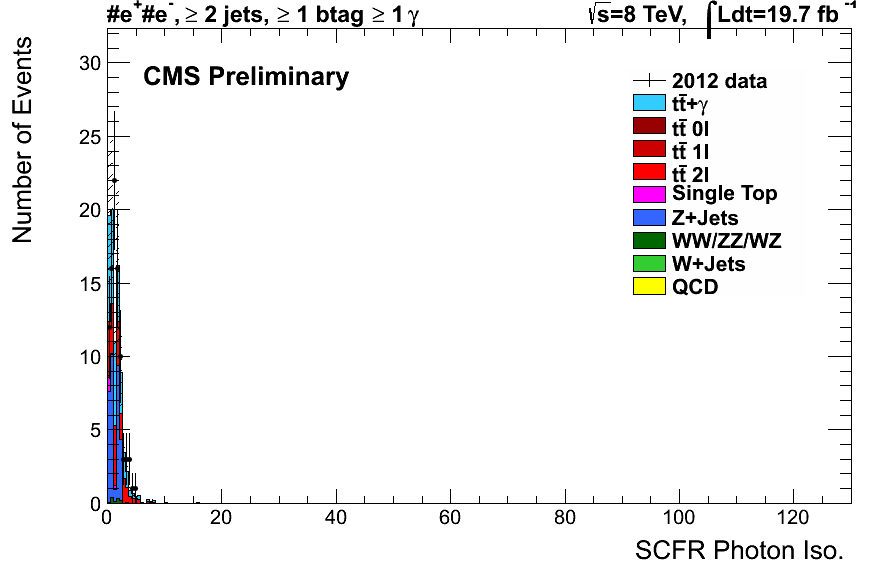 #e⁺#e⁻, ≥ 2 jets, ≥ 1 btag ≥ 1 γ
√s=8 TeV, ∫Ldt=19.7 fb⁻¹
CMS Preliminary
Number of Events
30
25
20
15
10
5
0
2012 data
tt̄+γ
tt̄ 0l
tt̄ 1l
tt̄ 2l
Single Top
Z+Jets
WW/ZZ/WZ
W+Jets
QCD
0 20 40 60 80 100 120
SCFR Photon Iso.